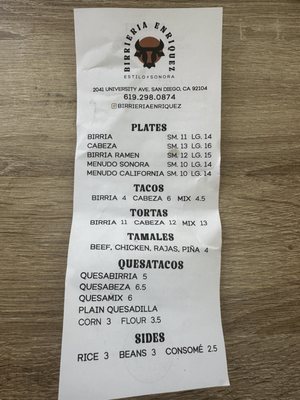 BIRRIERIA ENRIQUEZ
ESTILO SONORA
2041 UNIVERSITY AVE. SAN DIEGO, CA 92104
619.298.0874
@BIRRIERIAENRIQUEZ
PLATES
BIRRIA SM. 11 LG. 14
CABEZA SM. 13 LG. 16
BIRRIA RAMEN SM. 12 LG. 15
MENUDO SONORA SM. 10 LG. 14
MENUDO CALIFORNIA SM. 10 LG. 14
TACOS
BIRRIA 4 CABEZA 6 MIX 4.5
TORTAS
BIRRIA 11 CABEZA 12 MIX 13
TAMALES
BEEF, CHICKEN, RAJAS, PIÑA 4
QUESATACOS
QUESABIRRIA 5
QUESABEZA 6.5
QUESAMIX 6
PLAIN QUESADILLA
CORN 3 FLOUR 3.5
SIDES
RICE 3 BEANS 3 CONSOMÉ 2.5